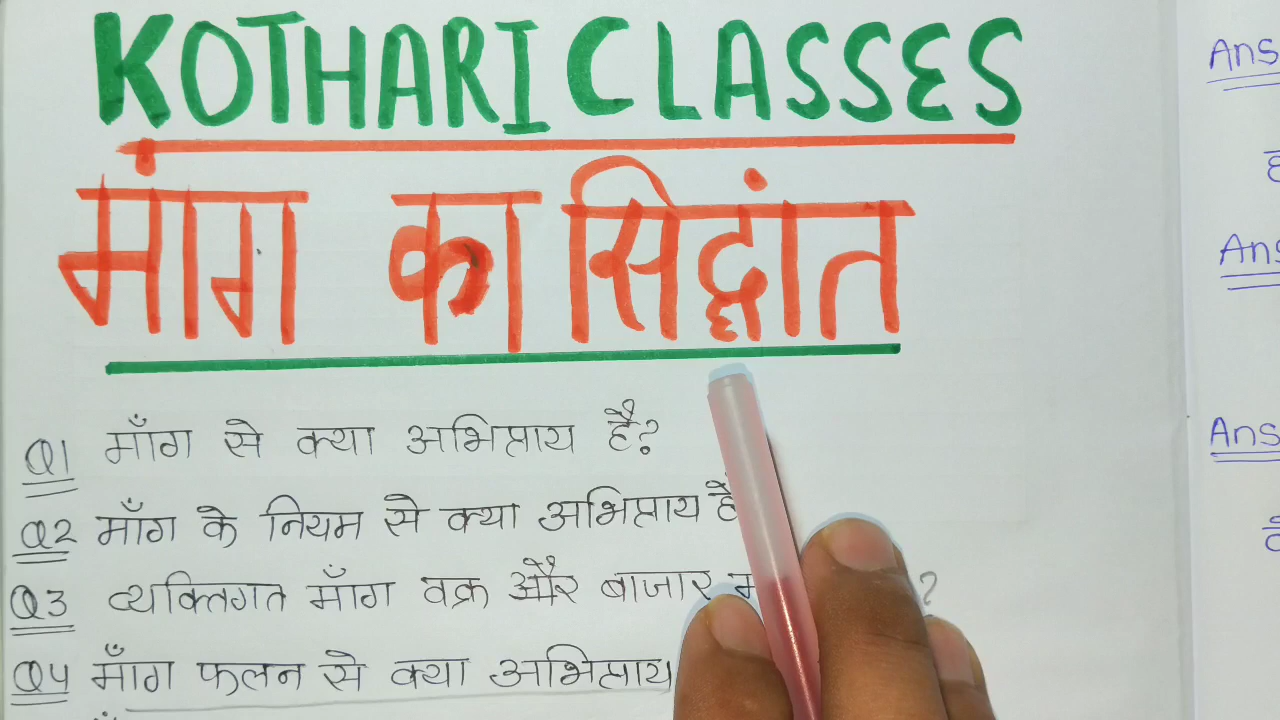 KOTHARI CLASSES
मांग का सिद्धांत
Q1 माँग से क्या अभिप्राय है?
Q2 माँग के नियम से क्या अभिप्राय है
Q3 व्यक्तिगत माँग वक्र और बाजार ?
Q4 माँग फलन से क्या अभिप्राय
Ans
Ans
Ans